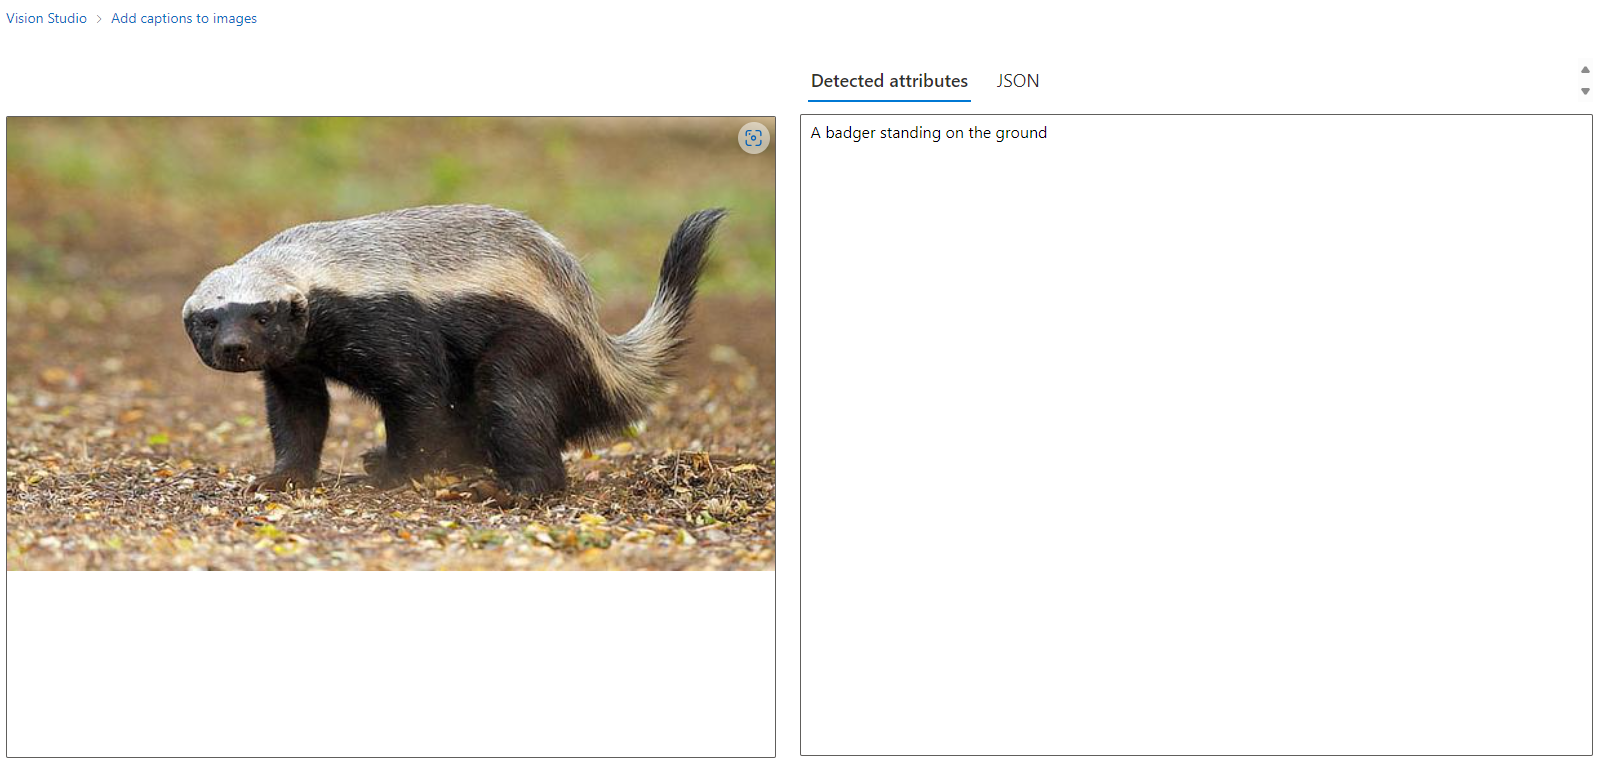 Vision Studio > Add captions to images
Detected attributes JSON
A badger standing on the ground